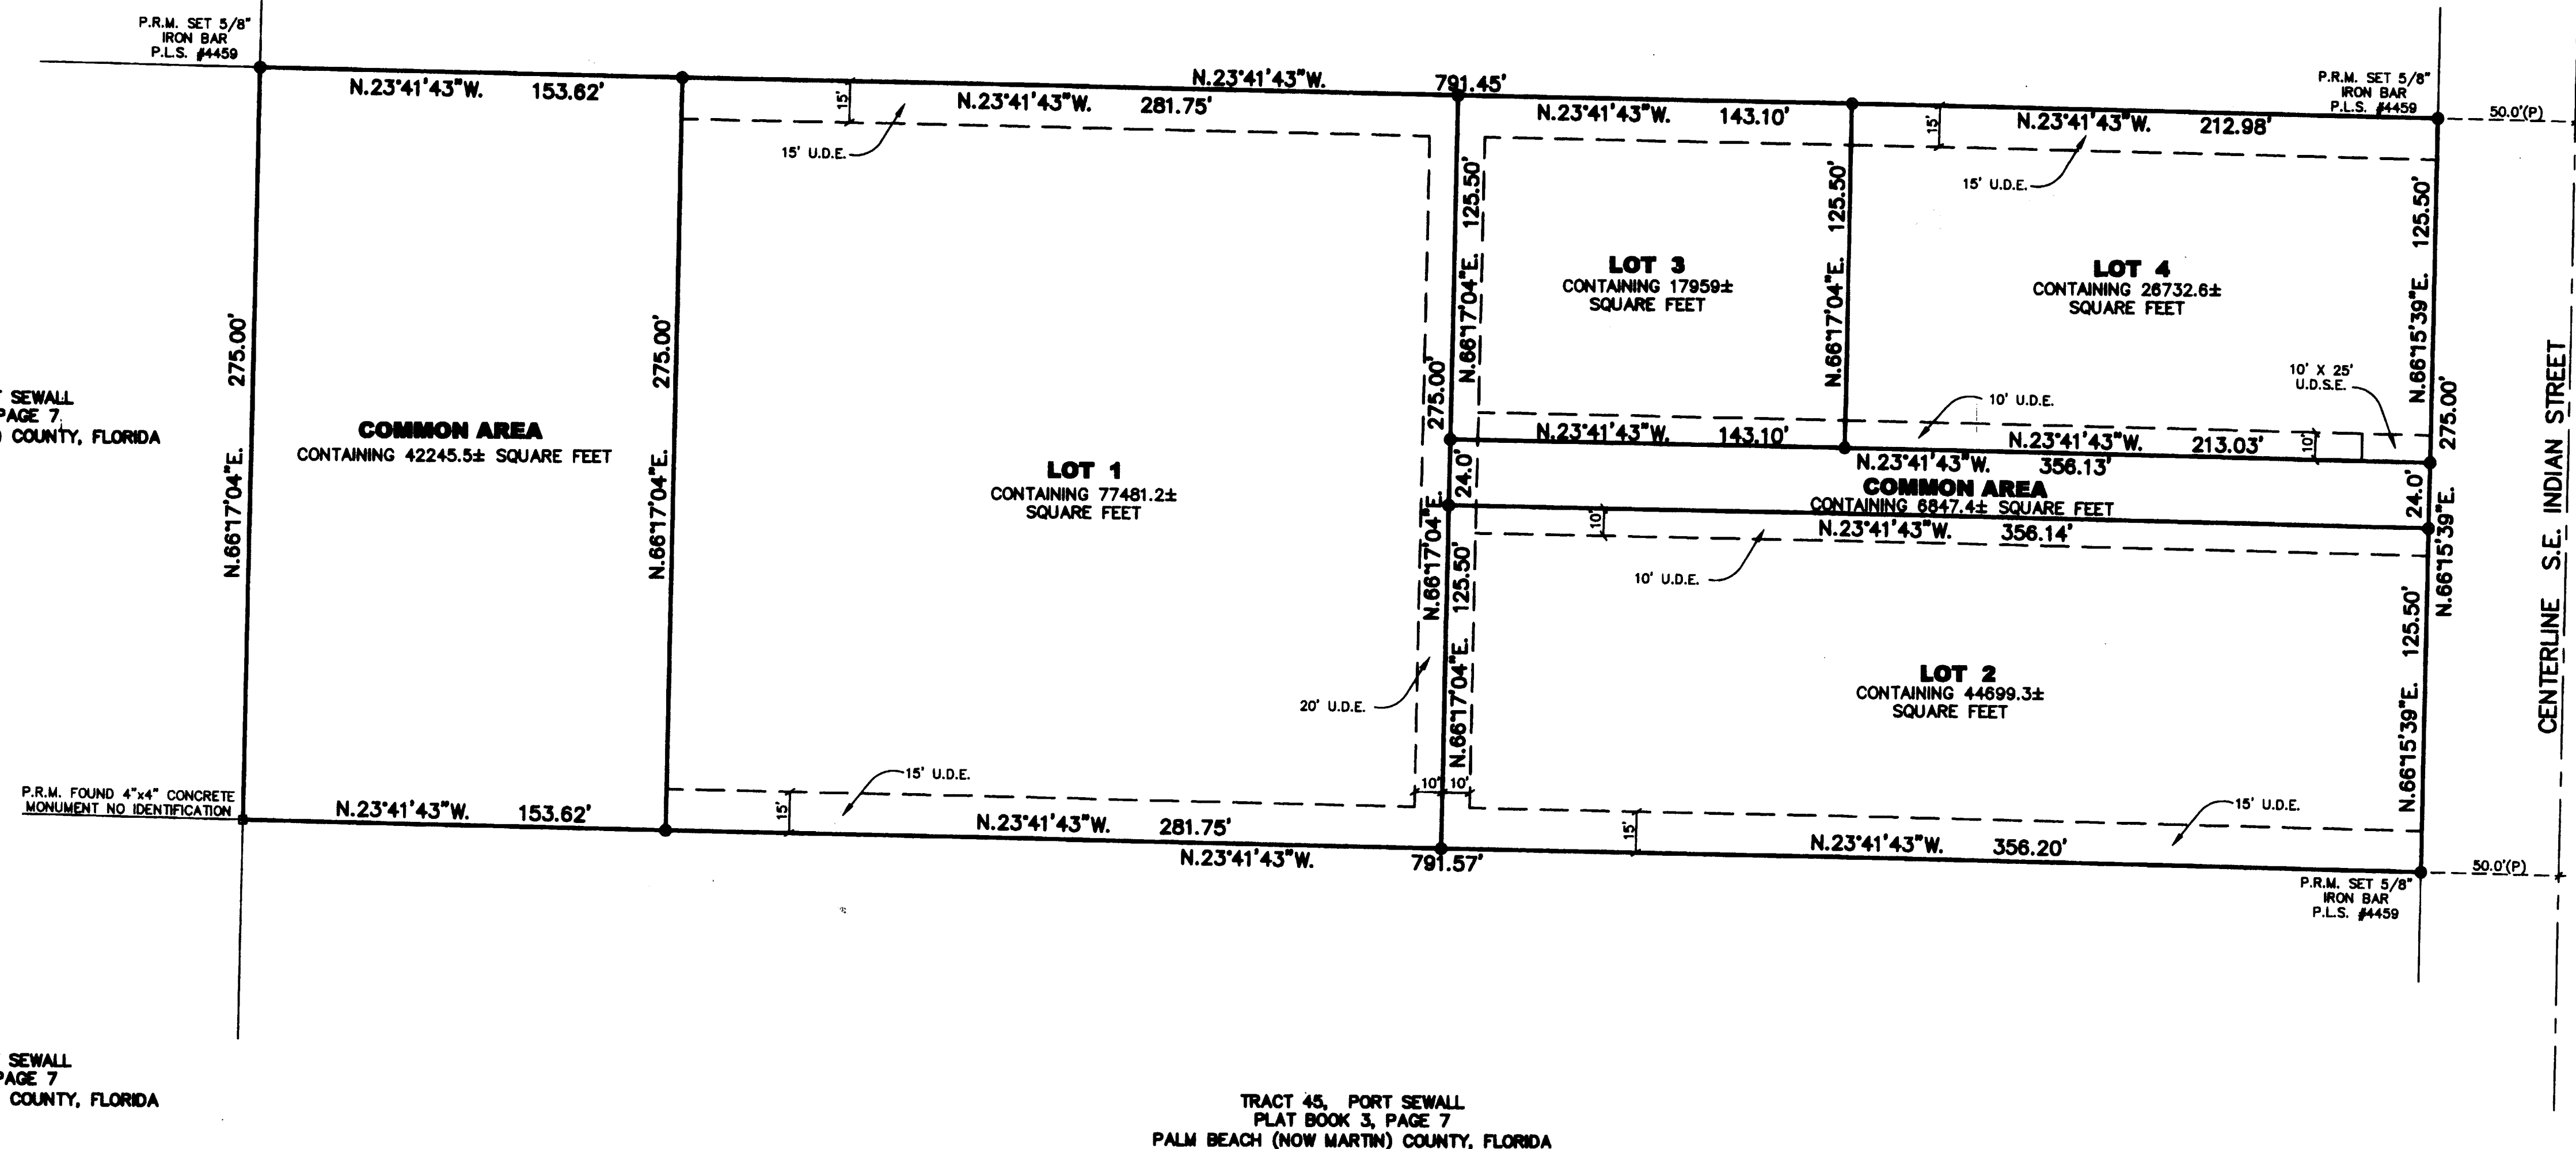 P.R.M. SET 5/8"
IRON BAR
P.L.S. #4459
N.23°41'43"W. 153.62'
N.23°41'43"W. 791.45'
15'
N.23°41'43"W. 281.75'
15' U.D.E.
N.23°41'43"W. 143.10'
15'
N.23°41'43"W. 212.98'
15' U.D.E.
P.R.M. SET 5/8"
IRON BAR
P.L.S. #4459
50.0'(P)
N.66°17'04"E. 275.00'
N.66°17'04"E. 275.00'
N.66°17'04"E. 125.50'
N.66°17'04"E. 125.50'
N.66°15'39"E. 125.50'
LOT 3
CONTAINING 17959±
SQUARE FEET
LOT 4
CONTAINING 26732.6±
SQUARE FEET
10' X 25'
U.D.S.E.
SEWALL
PAGE 7
COUNTY, FLORIDA
COMMON AREA
CONTAINING 42245.5± SQUARE FEET
LOT 1
CONTAINING 77481.2±
SQUARE FEET
N.66°17'04"E. 275.00'
10' U.D.E.
N.23°41'43"W. 143.10'
N.23°41'43"W. 213.03'
10'
N.23°41'43"W. 356.13'
24.0'
COMMON AREA
CONTAINING 6847.4± SQUARE FEET
24.0'
N.66°15'39"E. 275.00'
10'
N.23°41'43"W. 356.14'
10' U.D.E.
N.66°17'04"E. 125.50'
20' U.D.E.
LOT 2
CONTAINING 44699.3±
SQUARE FEET
N.66°15'39"E. 125.50'
CENTERLINE S.E. INDIAN STREET
P.R.M. FOUND 4"x4" CONCRETE
MONUMENT NO IDENTIFICATION
N.23°41'43"W. 153.62'
15'
15' U.D.E.
N.23°41'43"W. 281.75'
10' 10'
N.23°41'43"W. 791.57'
15'
N.23°41'43"W. 356.20'
15' U.D.E.
50.0'(P)
P.R.M. SET 5/8"
IRON BAR
P.L.S. #4459
SEWALL
PAGE 7
COUNTY, FLORIDA
TRACT 45, PORT SEWALL
PLAT BOOK 3, PAGE 7
PALM BEACH (NOW MARTIN) COUNTY, FLORIDA